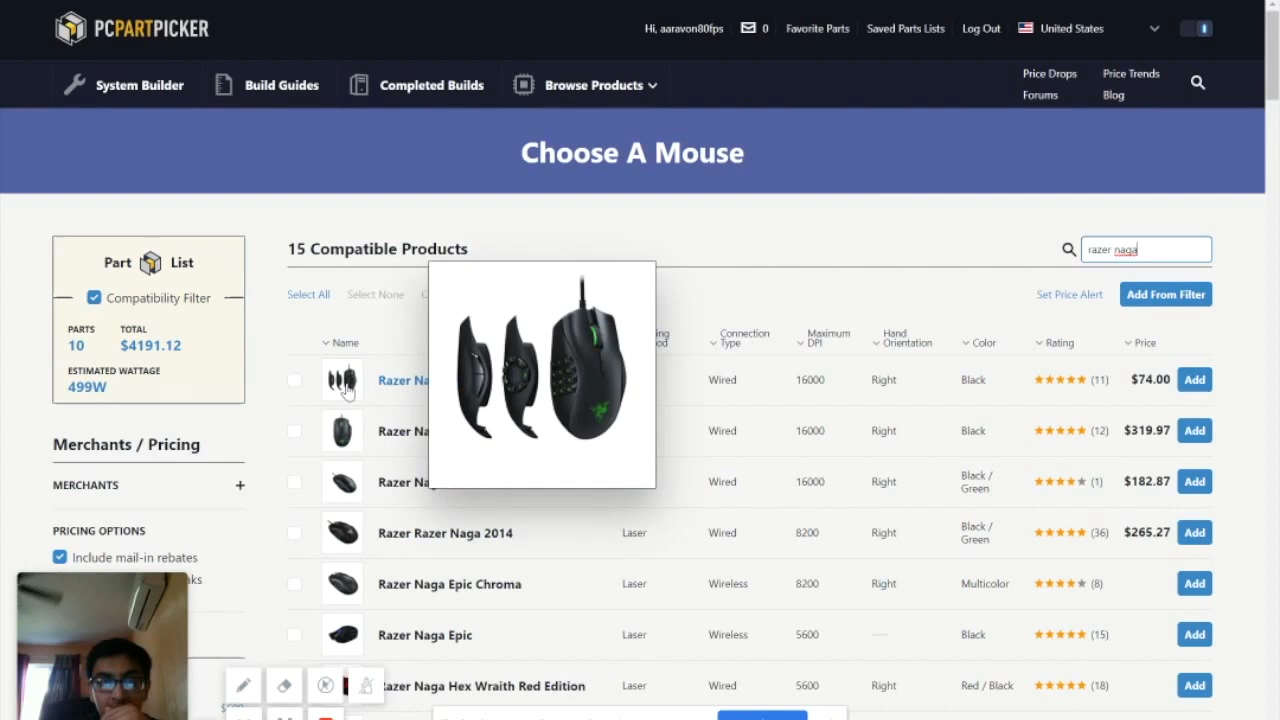 PCPARTPICKER
Hi, aaravon80fps
0
Favorite Parts
Saved Parts Lists
Log Out
United States
System Builder
Build Guides
Completed Builds
Browse Products
Price Drops
Price Trends
Forums
Blog
Choose A Mouse
Part List
Compatibility Filter
PARTS TOTAL
10 $4191.12
ESTIMATED WATTAGE
499W
Merchants / Pricing
MERCHANTS +
PRICING OPTIONS
Include mail-in rebates
15 Compatible Products
razer naga
Select All
Select None
Set Price Alert
Add From Filter
Name
Connection Type
Maximum DPI
Hand Orientation
Color
Rating
Price
Razer Wired 16000 Right Black (11) $74.00 Add
Razer Wired 16000 Right Black (12) $319.97 Add
Razer Wired 16000 Right Black / Green (1) $182.87 Add
Razer Razer Naga 2014 Laser Wired 8200 Right Black / Green (36) $265.27 Add
Razer Naga Epic Chroma Laser Wireless 8200 Right Multicolor (8) Add
Razer Naga Epic Laser Wireless 5600 Black (15) Add
Razer Naga Hex Wraith Red Edition Laser Wired 5600 Right Red / Black (18) Add